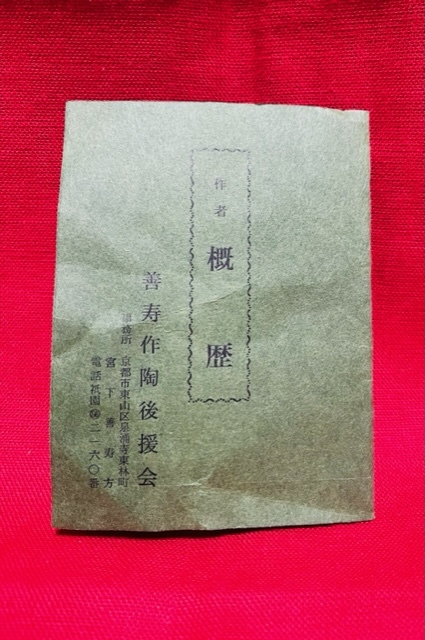 作者 概歴
善寿作陶後援会
事務所 京都市東山区泉涌寺東林町
宮下善寿方
電話祇園 二一六〇番